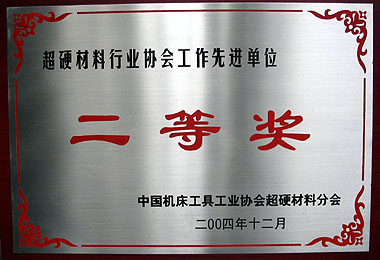 超硬材料行业协会工作先进单位
二等奖
中国机床工具工业协会超硬材料分会
二00四年十二月